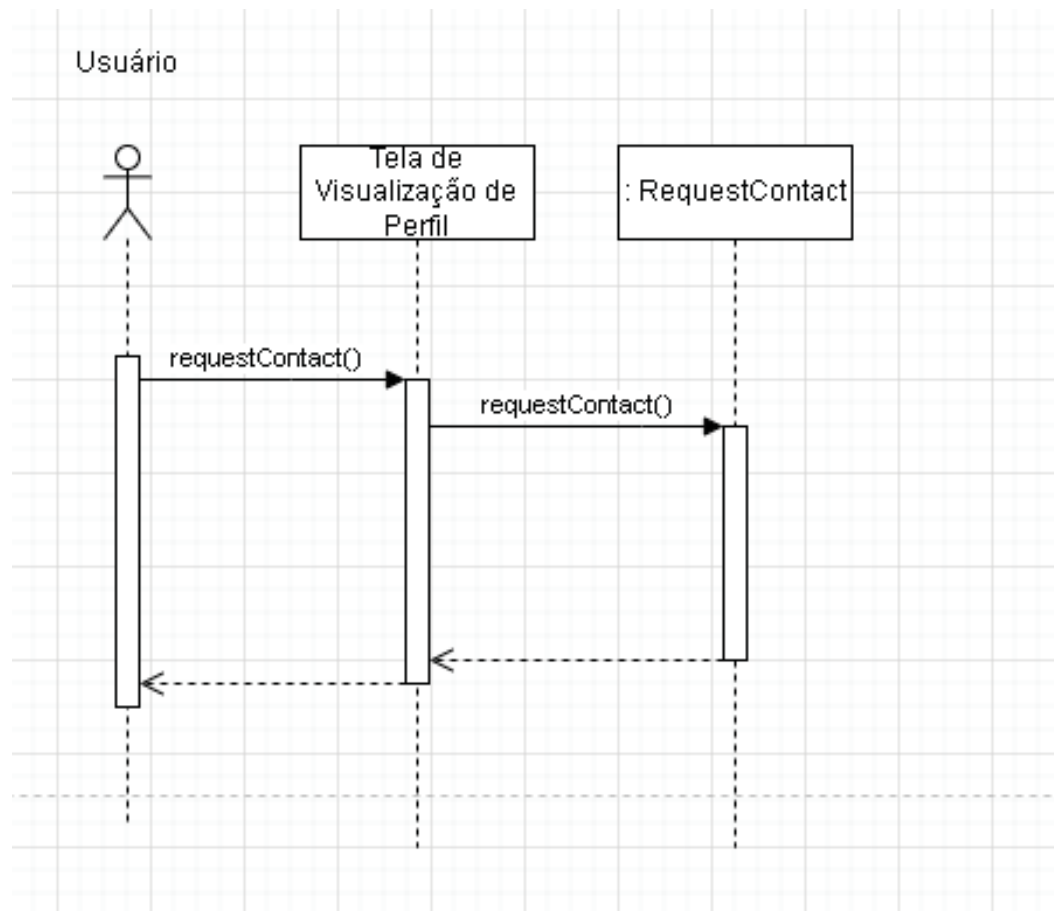 Usuário
Tela de
Visualização de
Perfil
: RequestContact
requestContact()
requestContact()